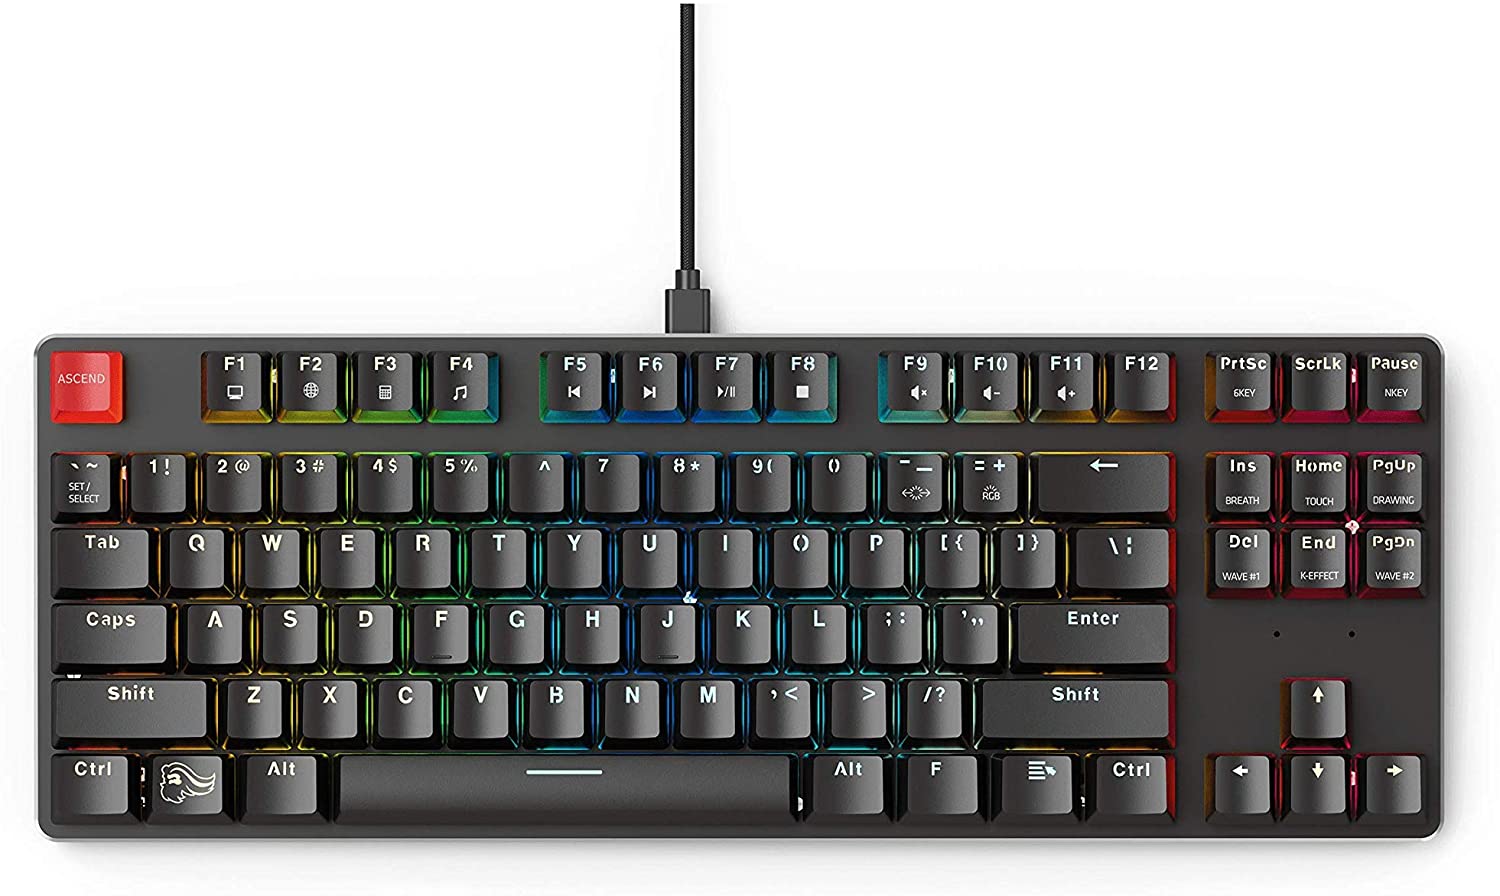 ASCEND
F1 F2 F3 F4 F5 F6 F7 F8 F9 F10 F11 F12 PrtSc ScrLk Pause
6KEY NKEY
` ~ 1 ! 2 @ 3 # 4 $ 5 % ^ 7 8 * 9 ( 0 - _ = + ← Ins Home PgUp
SET / SELECT RGB BREATH TOUCH DRAWING
Tab Q W E R T Y U I O P [ { ] } \ ¦ Del End PgDn
WAVE #1 K-EFFECT WAVE #2
Caps A S D F G H J K L ; : ' ,, Enter
Shift Z X C V B N M , < > / ? Shift ↑
Ctrl Alt Alt F Ctrl ← ↓ →